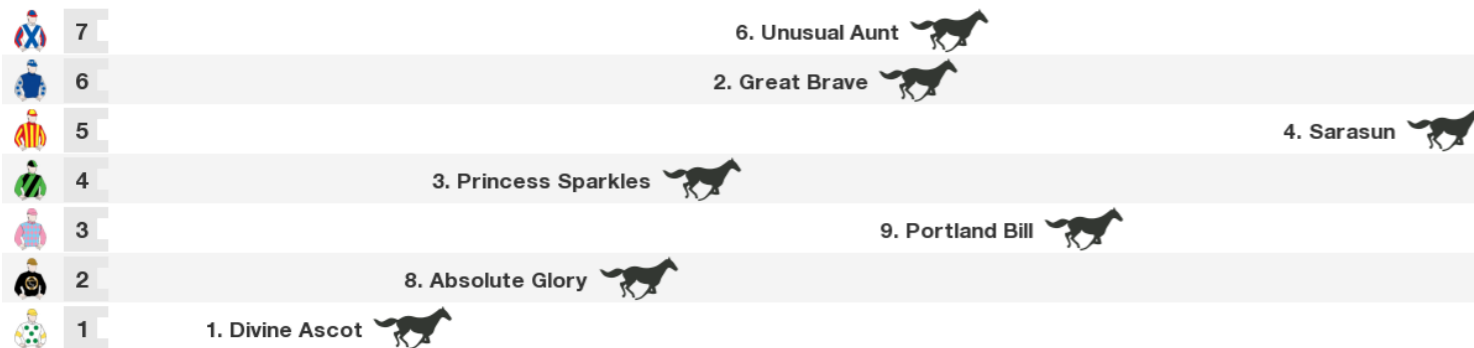 7 6. Unusual Aunt
6 2. Great Brave
5 4. Sarasun
4 3. Princess Sparkles
3 9. Portland Bill
2 8. Absolute Glory
1 1. Divine Ascot